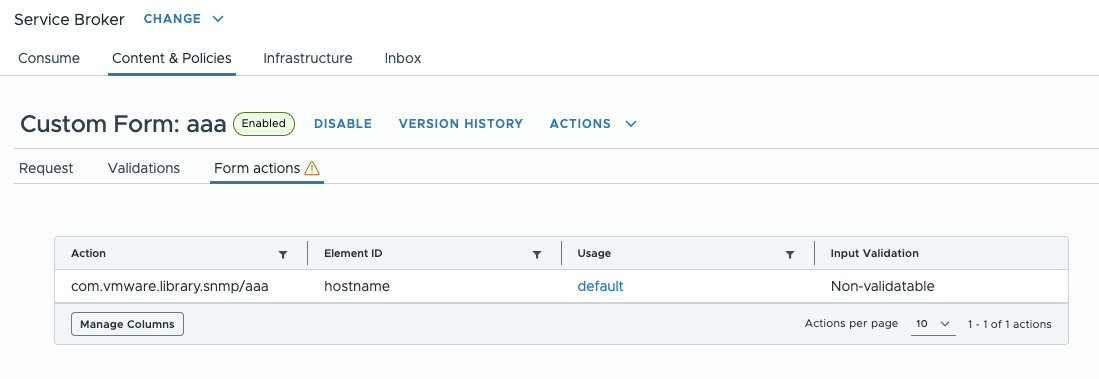 Service Broker CHANGE
Consume Content & Policies Infrastructure Inbox
Custom Form: aaa Enabled DISABLE VERSION HISTORY ACTIONS
Request Validations Form actions
Action Element ID Usage Input Validation
com.vmware.library.snmp/aaa hostname default Non-validatable
Manage Columns Actions per page 10 1 - 1 of 1 actions